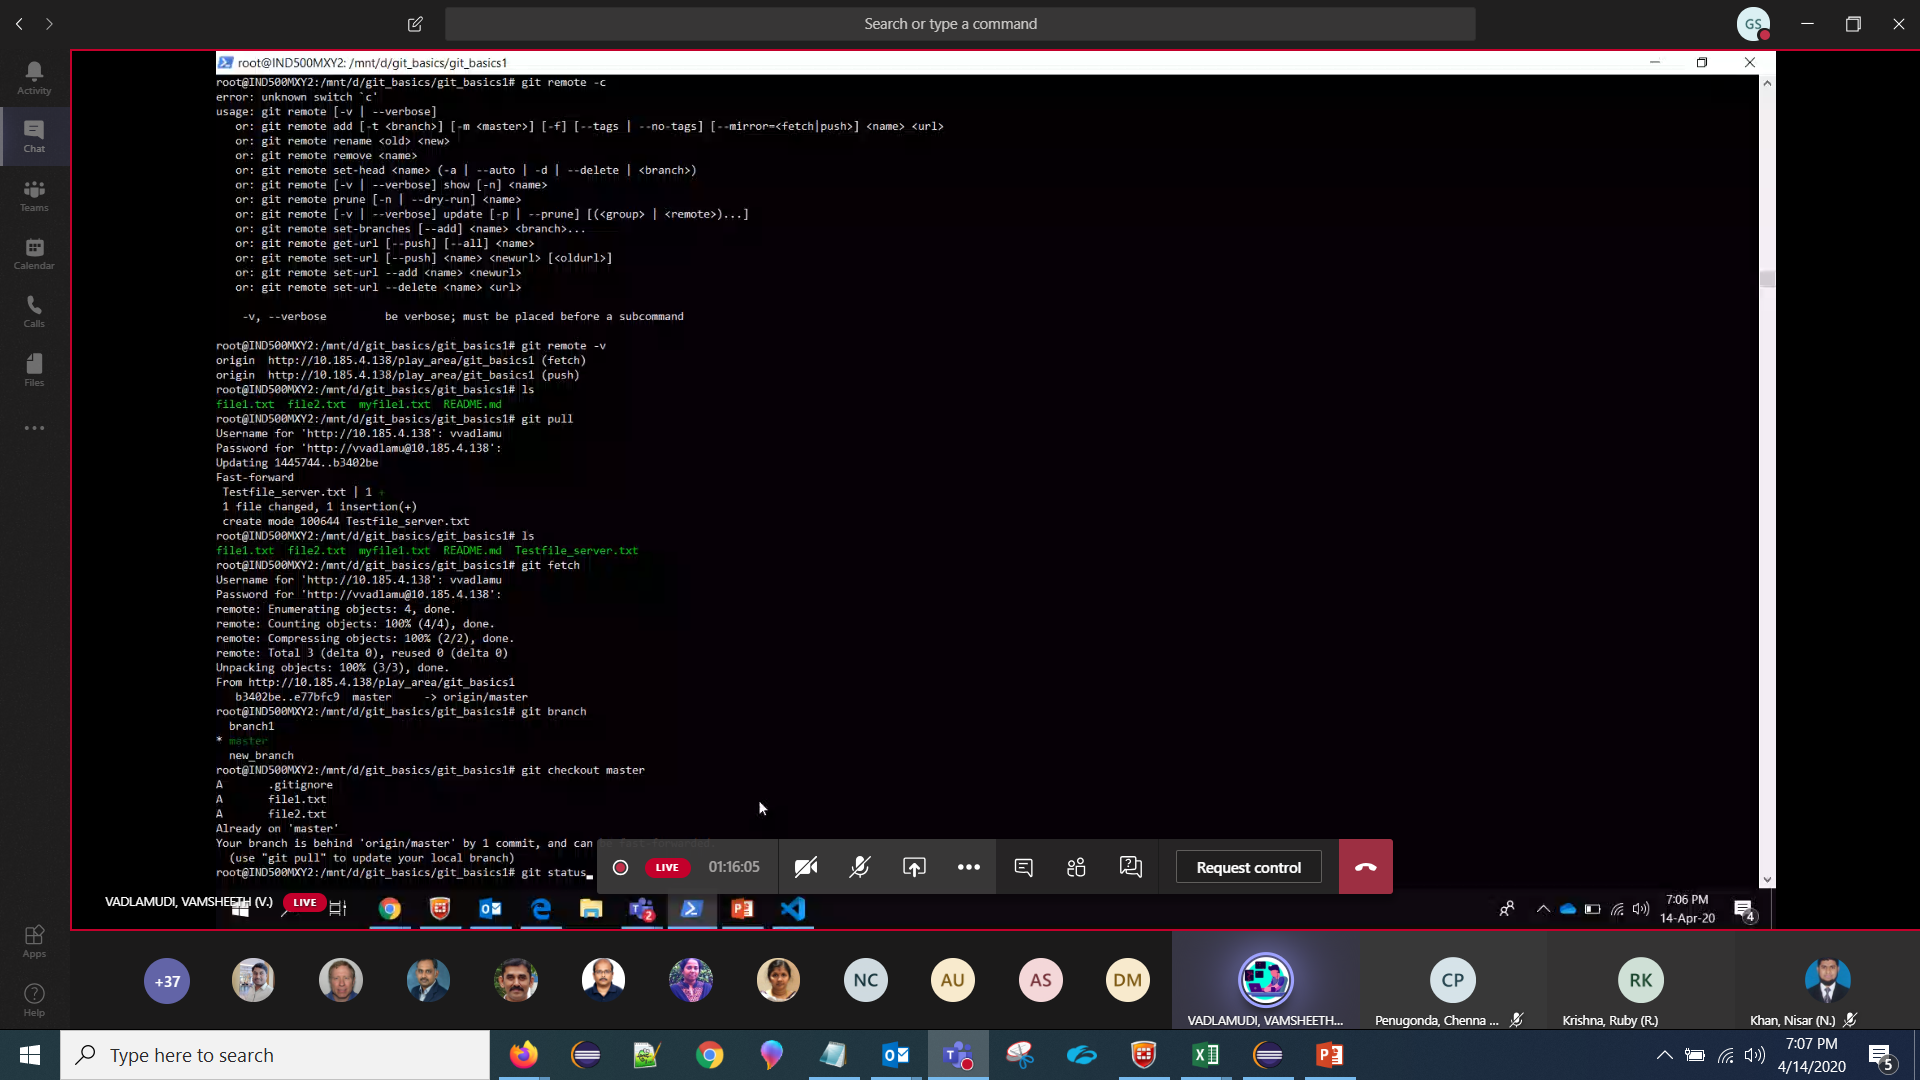 Search or type a command
GS
Activity
Chat
Teams
Calendar
Calls
Files
Apps
Help
root@IND500MXY2: /mnt/d/git_basics/git_basics1
root@IND500MXY2:/mnt/d/git_basics/git_basics1# git remote -c
error: unknown switch `c'
usage: git remote [-v | --verbose]
or: git remote add [-t <branch>] [-m <master>] [-f] [--tags | --no-tags] [--mirror=<fetch|push>] <name> <url>
or: git remote rename <old> <new>
or: git remote remove <name>
or: git remote set-head <name> (-a | --auto | -d | --delete | <branch>)
or: git remote [-v | --verbose] show [-n] <name>
or: git remote prune [-n | --dry-run] <name>
or: git remote [-v | --verbose] update [-p | --prune] [(<group> | <remote>)...]
or: git remote set-branches [--add] <name> <branch>...
or: git remote get-url [--push] [--all] <name>
or: git remote set-url [--push] <name> <newurl> [<oldurl>]
or: git remote set-url --add <name> <newurl>
or: git remote set-url --delete <name> <url>
-v, --verbose be verbose; must be placed before a subcommand
root@IND500MXY2:/mnt/d/git_basics/git_basics1# git remote -v
origin http://10.185.4.138/play_area/git_basics1 (fetch)
origin http://10.185.4.138/play_area/git_basics1 (push)
root@IND500MXY2:/mnt/d/git_basics/git_basics1# ls
file1.txt file2.txt myfile1.txt README.md
root@IND500MXY2:/mnt/d/git_basics/git_basics1# git pull
Username for 'http://10.185.4.138': vvadlamu
Password for 'http://vvadlamu@10.185.4.138':
Updating 1445744..b3402be
Fast-forward
Testfile_server.txt | 1 +
1 file changed, 1 insertion(+)
create mode 100644 Testfile_server.txt
root@IND500MXY2:/mnt/d/git_basics/git_basics1# ls
file1.txt file2.txt myfile1.txt README.md Testfile_server.txt
root@IND500MXY2:/mnt/d/git_basics/git_basics1# git fetch
Username for 'http://10.185.4.138': vvadlamu
Password for 'http://vvadlamu@10.185.4.138':
remote: Enumerating objects: 4, done.
remote: Counting objects: 100% (4/4), done.
remote: Compressing objects: 100% (2/2), done.
remote: Total 3 (delta 0), reused 0 (delta 0)
Unpacking objects: 100% (3/3), done.
From http://10.185.4.138/play_area/git_basics1
b3402be..e77bfc9 master -> origin/master
root@IND500MXY2:/mnt/d/git_basics/git_basics1# git branch
branch1
* master
new_branch
root@IND500MXY2:/mnt/d/git_basics/git_basics1# git checkout master
A .gitignore
A file1.txt
A file2.txt
Already on 'master'
Your branch is behind 'origin/master' by 1 commit, and can be fast-forwarded.
(use "git pull" to update your local branch)
root@IND500MXY2:/mnt/d/git_basics/git_basics1# git status_
LIVE 01:16:05 Request control
VADLAMUDI, VAMSHEETH (V.) LIVE
2
7:06 PM
14-Apr-20
4
+37 NC AU AS DM CP RK
VADLAMUDI, VAMSHEETH... Penugonda, Chenna ... Krishna, Ruby (R.) Khan, Nisar (N.)
Type here to search
7:07 PM
4/14/2020
5